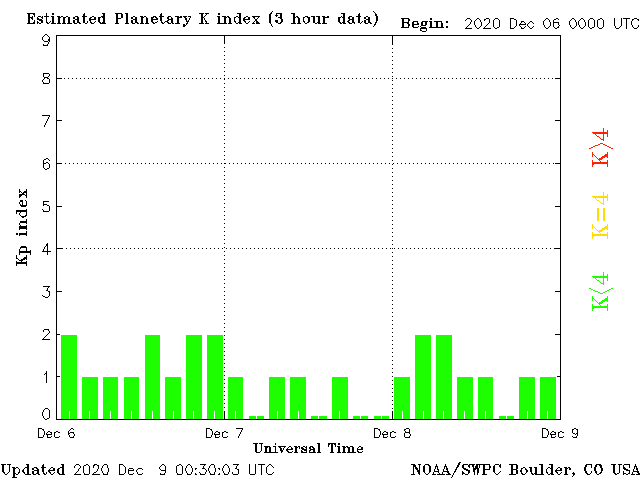 Estimated Planetary K index (3 hour data)
Begin: 2020 Dec 06 0000 UTC
9
8
7
6
5
4
3
2
1
0
Kp index
K>4
K=4
K<4
Dec 6
Dec 7
Dec 8
Dec 9
Universal Time
Updated 2020 Dec 9 00:30:03 UTC
NOAA/SWPC Boulder, CO USA